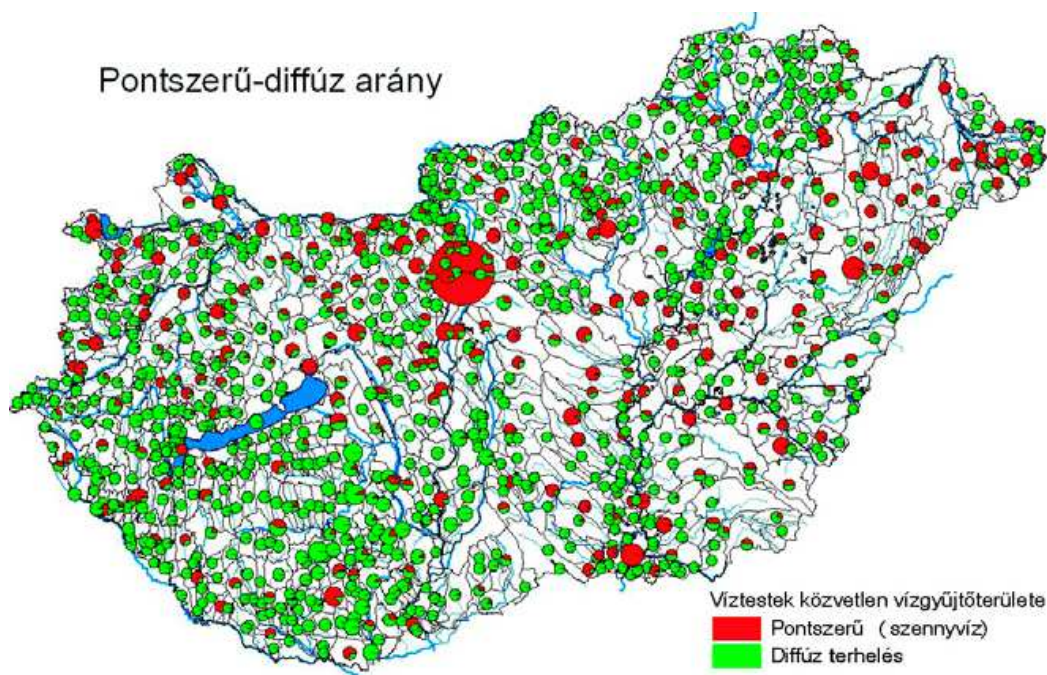 Pontszerű-diffúz arány
Víztestek közvetlen vízgyűjtőterülete
Pontszerű ( szennyvíz)
Diffúz terhelés